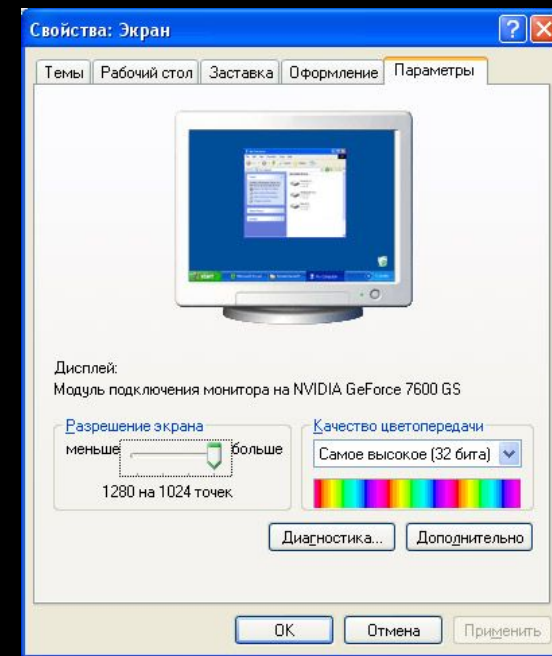 Свойства: Экран
Темы Рабочий стол Заставка Оформление Параметры
Дисплей:
Модуль подключения монитора на NVIDIA GeForce 7600 GS
Разрешение экрана
меньше больше
1280 на 1024 точек
Качество цветопередачи
Самое высокое (32 бита)
Диагностика... Дополнительно
OK Отмена Применить